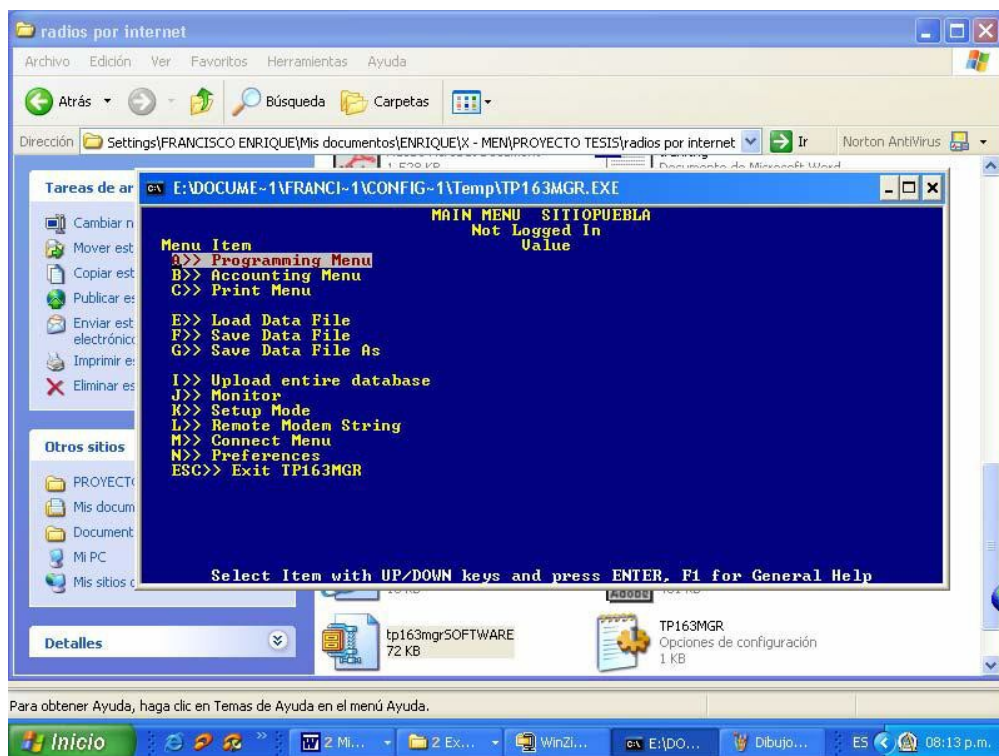 radios por internet
Archivo Edición Ver Favoritos Herramientas Ayuda
Atrás Búsqueda Carpetas
Dirección Settings\FRANCISCO ENRIQUE\Mis documentos\ENRIQUE\X - MEN\PROYECTO TESIS\radios por internet Ir Norton AntiVirus
Tareas de ar
Cambiar n
Mover est
Copiar est
Publicar es
Enviar est
electrónico
Imprimir es
Eliminar es
Otros sitios
PROYECTO
Mis docum
Document
Mi PC
Mis sitios d
Detalles
E:\DOCUME~1\FRANCI~1\CONFIG~1\Temp\TP163MGR.EXE
MAIN MENU SITIOPUEBLA
Not Logged In
Menu Item Value
A>> Programming Menu
B>> Accounting Menu
C>> Print Menu
E>> Load Data File
F>> Save Data File
G>> Save Data File As
I>> Upload entire database
J>> Monitor
K>> Setup Mode
L>> Remote Modem String
M>> Connect Menu
N>> Preferences
ESC>> Exit TP163MGR
Select Item with UP/DOWN keys and press ENTER, F1 for General Help
Adobe
tp163mgrSOFTWARE
72 KB
TP163MGR
Opciones de configuración
1 KB
Para obtener Ayuda, haga clic en Temas de Ayuda en el menú Ayuda.
Inicio 2 Mi... 2 Ex... WinZi... E:\DO... Dibujo... ES 08:13 p.m.